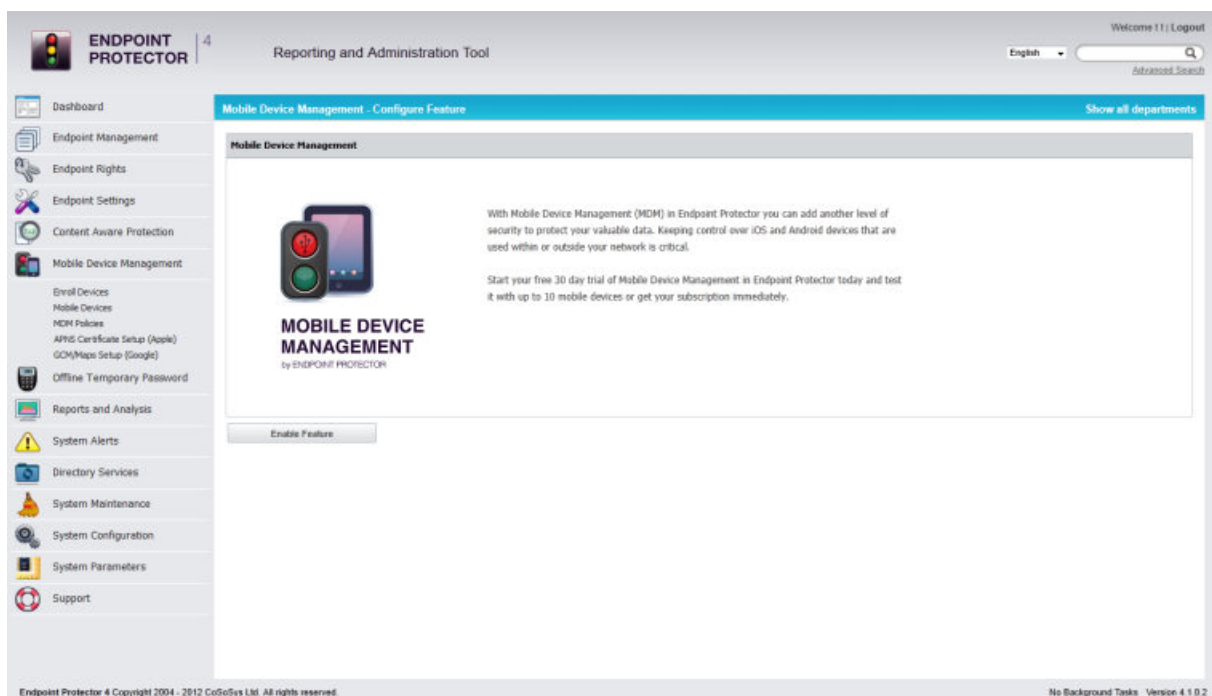 Welcome !! | Logout
ENDPOINT PROTECTOR 4
Reporting and Administration Tool
English
Advanced Search
Dashboard
Endpoint Management
Endpoint Rights
Endpoint Settings
Content Aware Protection
Mobile Device Management
Enroll Devices
Mobile Devices
MDM Policies
APNS Certificate Setup (Apple)
GCM/Maps Setup (Google)
Offline Temporary Password
Reports and Analysis
System Alerts
Directory Services
System Maintenance
System Configuration
System Parameters
Support
Mobile Device Management - Configure Feature
Show all departments
Mobile Device Management
MOBILE DEVICE
MANAGEMENT
by ENDPOINT PROTECTOR
With Mobile Device Management (MDM) in Endpoint Protector you can add another level of
security to protect your valuable data. Keeping control over iOS and Android devices that are
used within or outside your network is critical.
Start your free 30 day trial of Mobile Device Management in Endpoint Protector today and test
it with up to 10 mobile devices or get your subscription immediately.
Enable Feature
Endpoint Protector 4 Copyright 2004 - 2012 CoSoSys Ltd. All rights reserved.
No Background Tasks Version 4.1.0.2